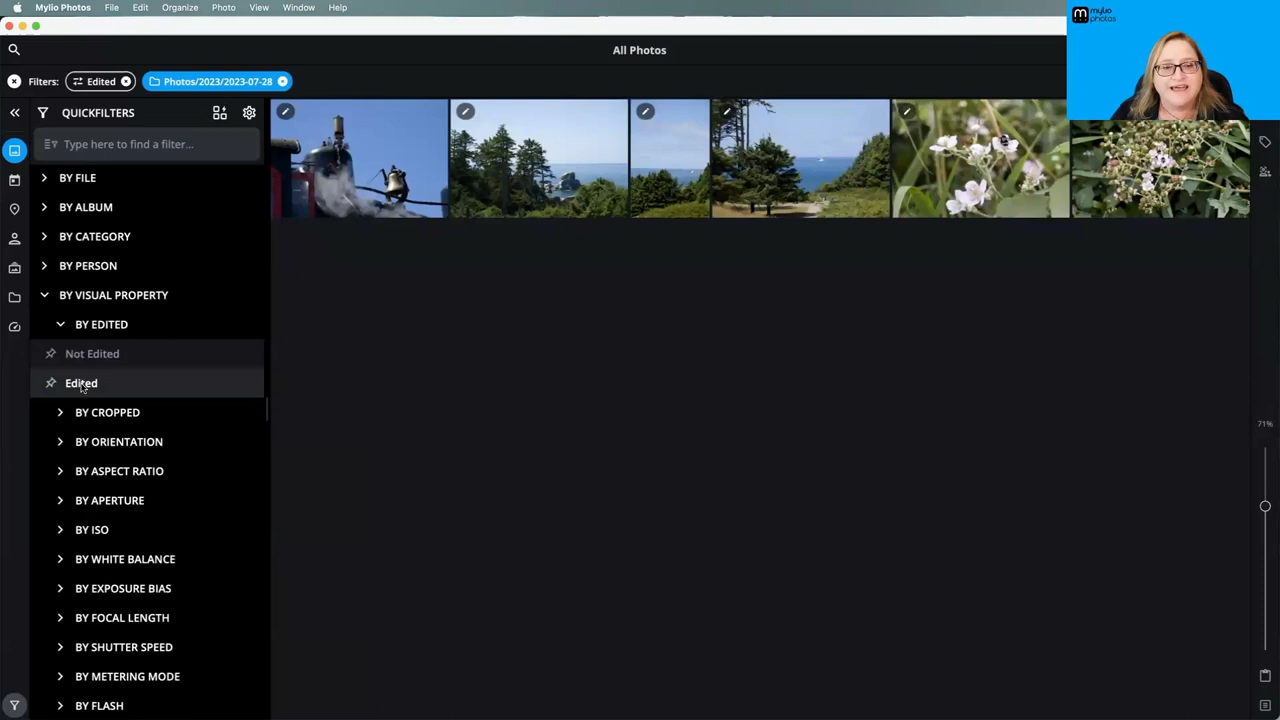 Mylio Photos File Edit Photo Organize View Window Help
mylio
photos
All Photos
Filters: Edited Photos/2023/2023-07-28
QUICKFILTERS
Type here to find a filter...
BY FILE
BY ALBUM
BY CATEGORY
BY PERSON
BY VISUAL PROPERTY
BY EDITED
Not Edited
Edited
BY CROPPED
BY ORIENTATION
BY ASPECT RATIO
BY APERTURE
BY ISO
BY WHITE BALANCE
BY EXPOSURE BIAS
BY FOCAL LENGTH
BY SHUTTER SPEED
BY METERING MODE
BY FLASH
71%